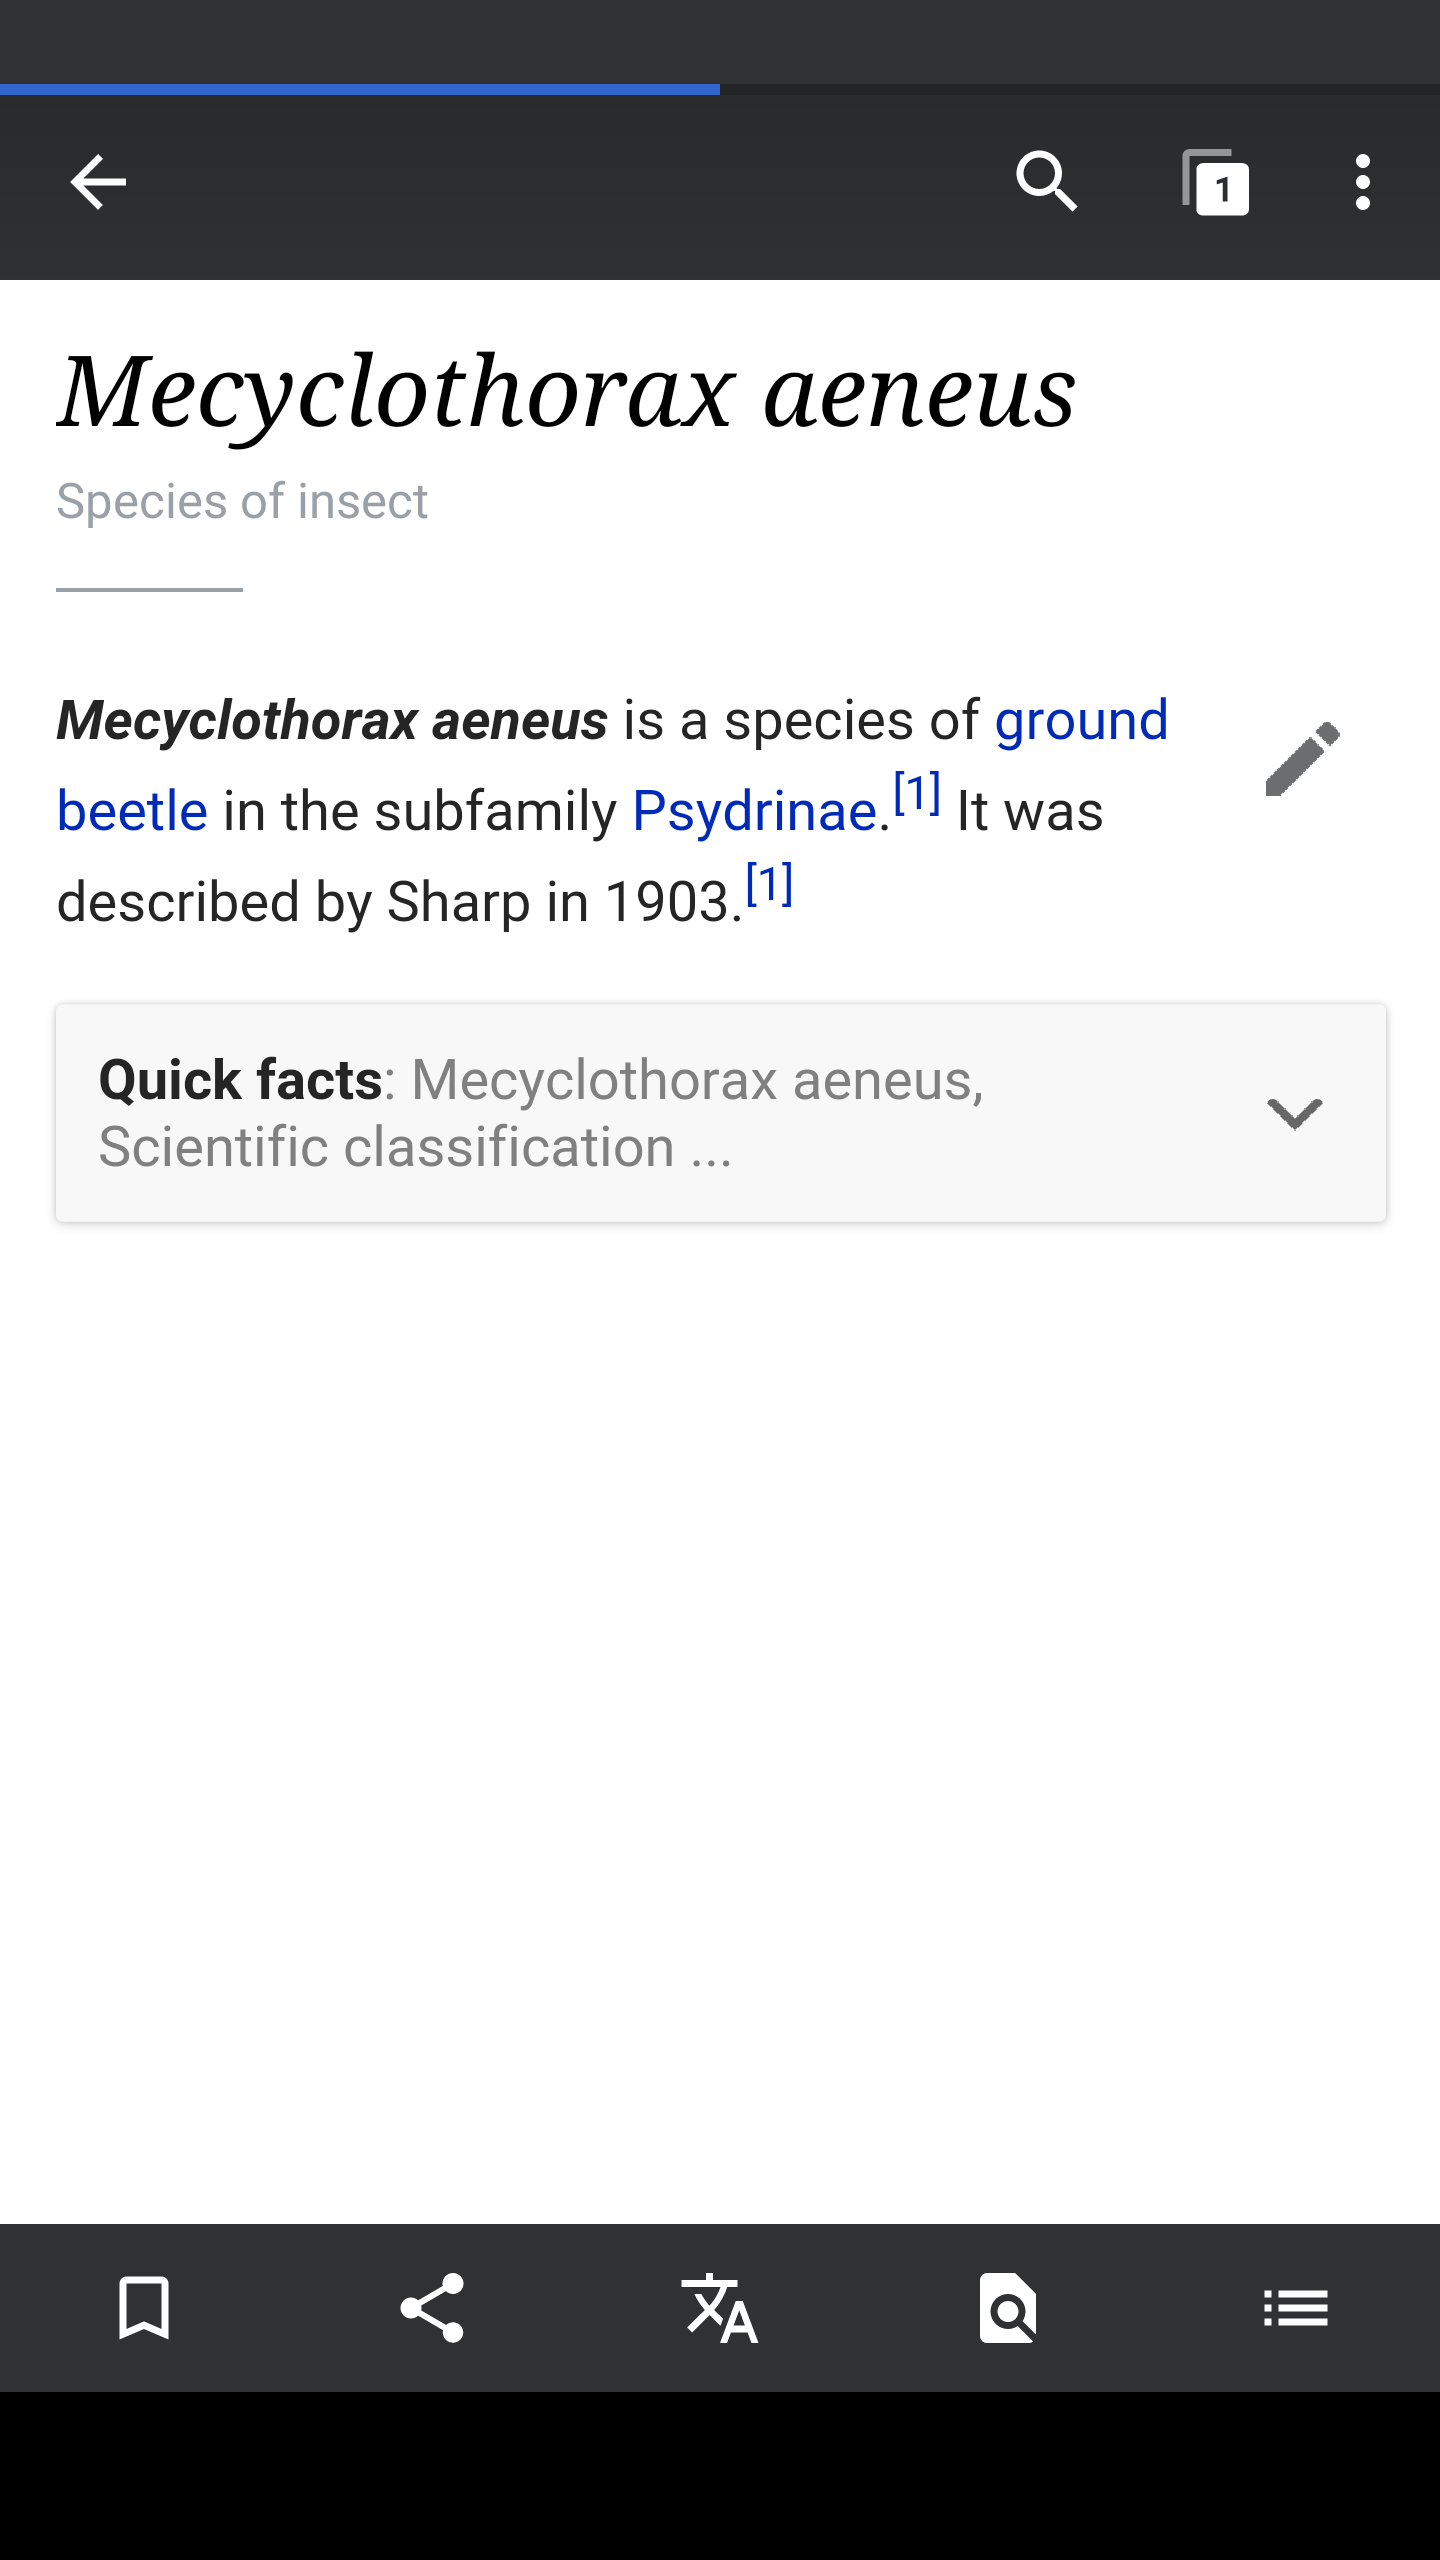 1
Mecyclothorax aeneus
Species of insect
Mecyclothorax aeneus is a species of ground
beetle in the subfamily Psydrinae.[1] It was
described by Sharp in 1903.[1]
Quick facts: Mecyclothorax aeneus,
Scientific classification ...